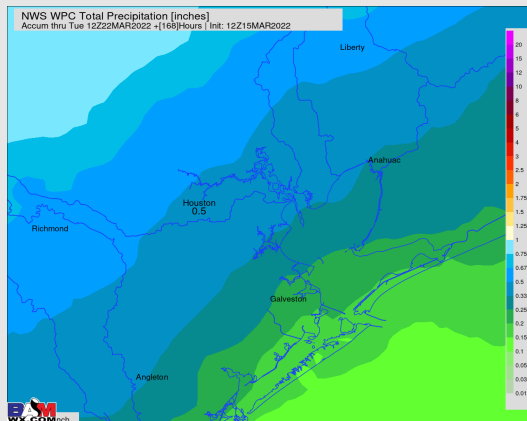 NWS WPC Total Precipitation [inches]
Accum thru Tue 12Z22MAR2022 +[168]Hours | Init: 12Z15MAR2022
Liberty
Anahuac
Houston
0.5
Richmond
Galveston
Angleton
20
15
12
10
8
6
5
4
3
2.5
2
1.75
1.5
1.25
1
0.75
0.67
0.5
0.33
0.25
0.2
0.15
0.1
0.05
0.03
0.01
BAM
WX.COM